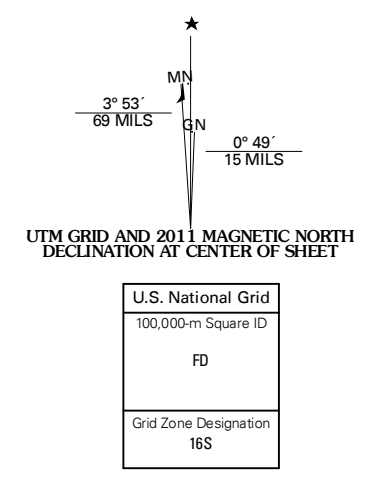 MN
3° 53´
69 MILS
GN
0° 49´
15 MILS
UTM GRID AND 2011 MAGNETIC NORTH
DECLINATION AT CENTER OF SHEET
U.S. National Grid
100,000-m Square ID
FD
Grid Zone Designation
16S